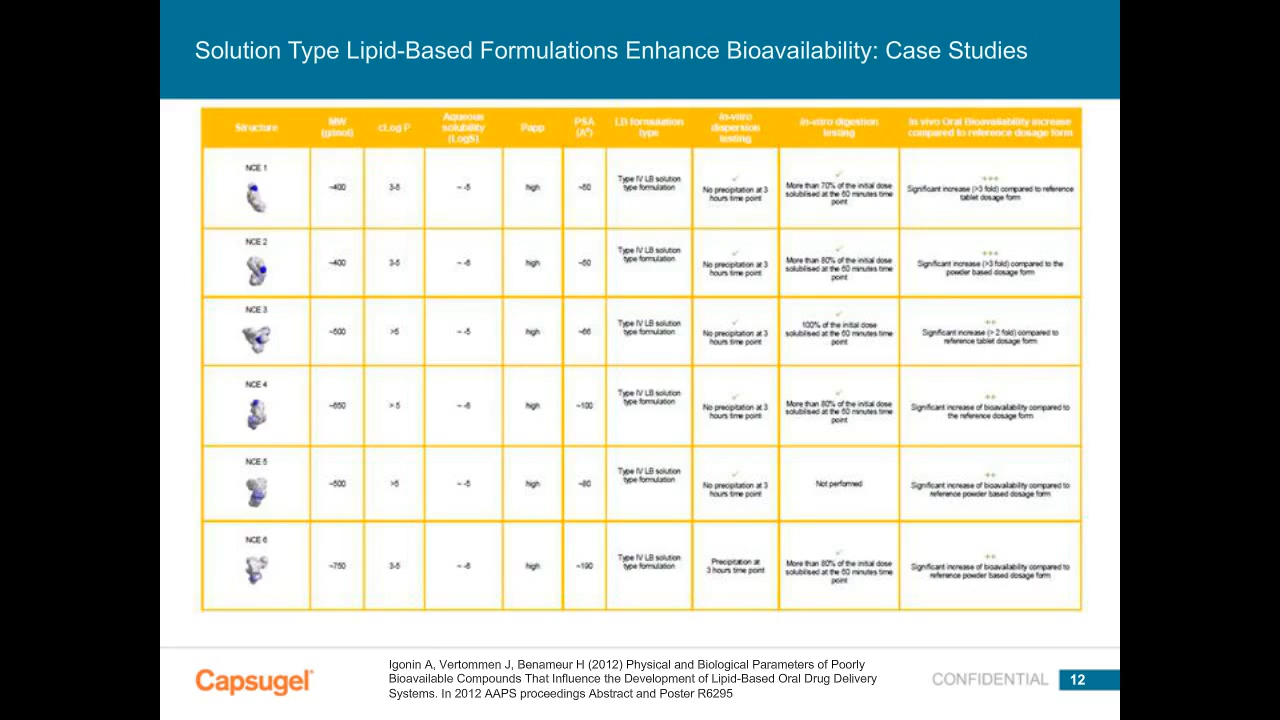 Solution Type Lipid-Based Formulations Enhance Bioavailability: Case Studies
Structure
MW
(g/mol)
cLog P
Aqueous
solubility
(LogS)
Papp
PSA
LB formulation
type
In-vitro
dispersion
testing
In-vitro digestion
testing
In vivo Oral Bioavailability increase
compared to reference dosage form
NCE 1
~400
3-5
~ -5
high
Type IV LB solution
type formulation
✓
No precipitation at 3
hours time point
✓
More than 70% of the initial dose
solubilised at the 60 minutes time
point
+++
Significant increase (>3 fold) compared to reference
tablet dosage form
NCE 2
~400
3-5
high
Type IV LB solution
type formulation
✓
No precipitation at 3
hours time point
✓
More than 80% of the initial dose
solubilised at the 60 minutes time
point
+++
Significant increase (>3 fold) compared to the
powder based dosage form
NCE 3
>5
~ -5
high
Type IV LB solution
type formulation
✓
No precipitation at 3
hours time point
✓
100% of the initial dose
solubilised at the 60 minutes time
point
++
Significant increase (> 2 fold) compared to
reference tablet dosage form
NCE 4
> 5
high
~100
Type IV LB solution
type formulation
✓
No precipitation at 3
hours time point
✓
More than 80% of the initial dose
solubilised at the 60 minutes time
point
++
Significant increase of bioavailability compared to
the reference dosage form
NCE 5
>5
~ -5
high
~80
Type IV LB solution
type formulation
✓
No precipitation at 3
hours time point
Not performed
++
Significant increase of bioavailability compared to
reference powder based dosage form
NCE 6
~750
3-5
high
~190
Type IV LB solution
type formulation
Precipitation at
3 hours time point
✓
More than 80% of the initial dose
solubilised at the 60 minutes time
point
++
Significant increase of bioavailability compared to
reference powder based dosage form
Capsugel®
Igonin A, Vertommen J, Benameur H (2012) Physical and Biological Parameters of Poorly
Bioavailable Compounds That Influence the Development of Lipid-Based Oral Drug Delivery
Systems. In 2012 AAPS proceedings Abstract and Poster R6295
CONFIDENTIAL
12